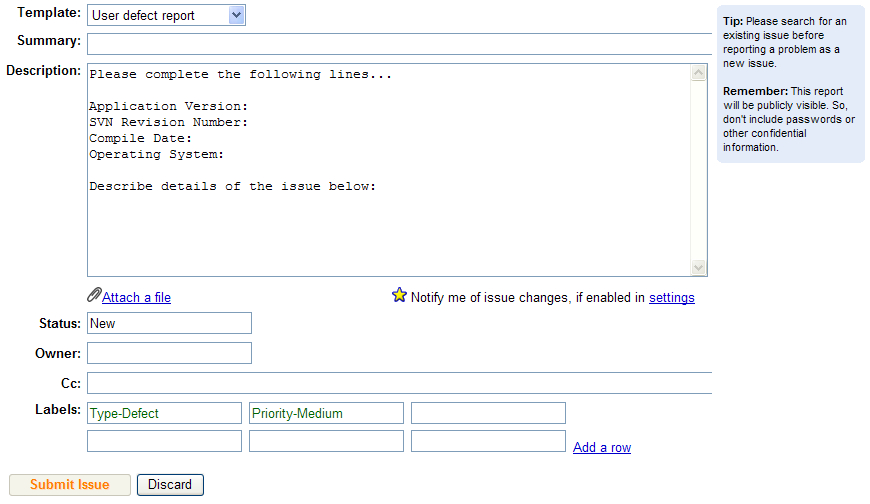 Template: User defect report
Summary:
Description: Please complete the following lines...
Application Version:
SVN Revision Number:
Compile Date:
Operating System:
Describe details of the issue below:
Attach a file
Notify me of issue changes, if enabled in settings
Status: New
Owner:
Cc:
Labels: Type-Defect Priority-Medium
Add a row
Submit Issue Discard
Tip: Please search for an
existing issue before
reporting a problem as a
new issue.
Remember: This report
will be publicly visible. So,
don't include passwords or
other confidential
information.